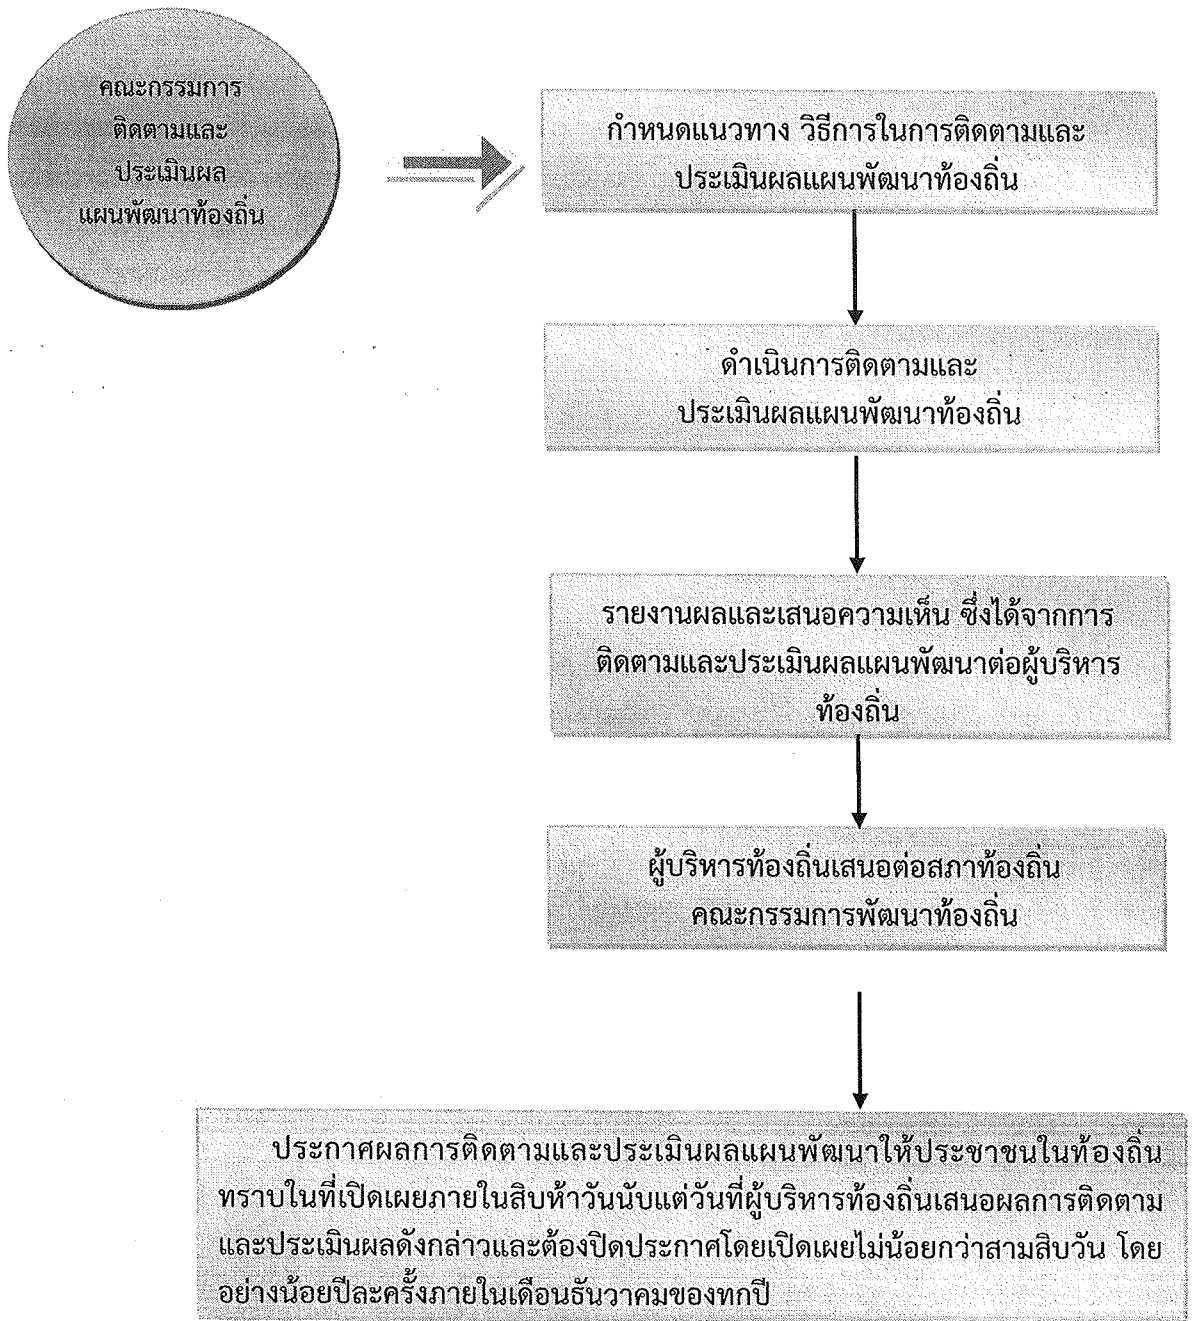 คณะกรรมการ
ติดตามและ
ประเมินผล
แผนพัฒนาท้องถิ่น
กำหนดแนวทาง วิธีการในการติดตามและ
ประเมินผลแผนพัฒนาท้องถิ่น
ดำเนินการติดตามและ
ประเมินผลแผนพัฒนาท้องถิ่น
รายงานผลและเสนอความเห็น ซึ่งได้จากการ
ติดตามและประเมินผลแผนพัฒนาต่อผู้บริหาร
ท้องถิ่น
ผู้บริหารท้องถิ่นเสนอต่อสภาท้องถิ่น
คณะกรรมการพัฒนาท้องถิ่น
ประกาศผลการติดตามและประเมินผลแผนพัฒนาให้ประชาชนในท้องถิ่น
ทราบในที่เปิดเผยภายในสิบห้าวันนับแต่วันที่ผู้บริหารท้องถิ่นเสนอผลการติดตาม
และประเมินผลดังกล่าวและต้องปิดประกาศโดยเปิดเผยไม่น้อยกว่าสามสิบวัน โดย
อย่างน้อยปีละครั้งภายในเดือนธันวาคมของทุกปี